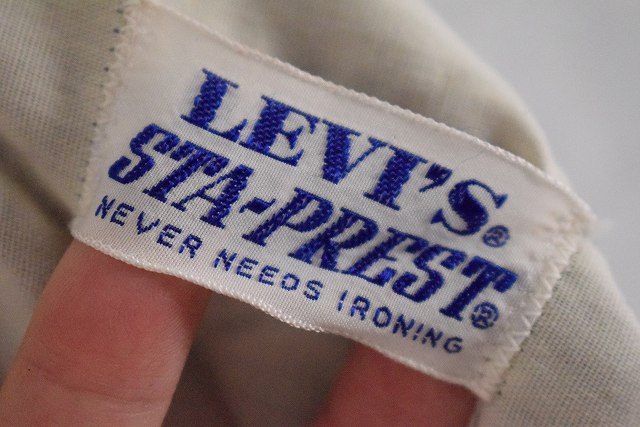 LEVI'S®
STA-PREST®
NEVER NEEDS IRONING